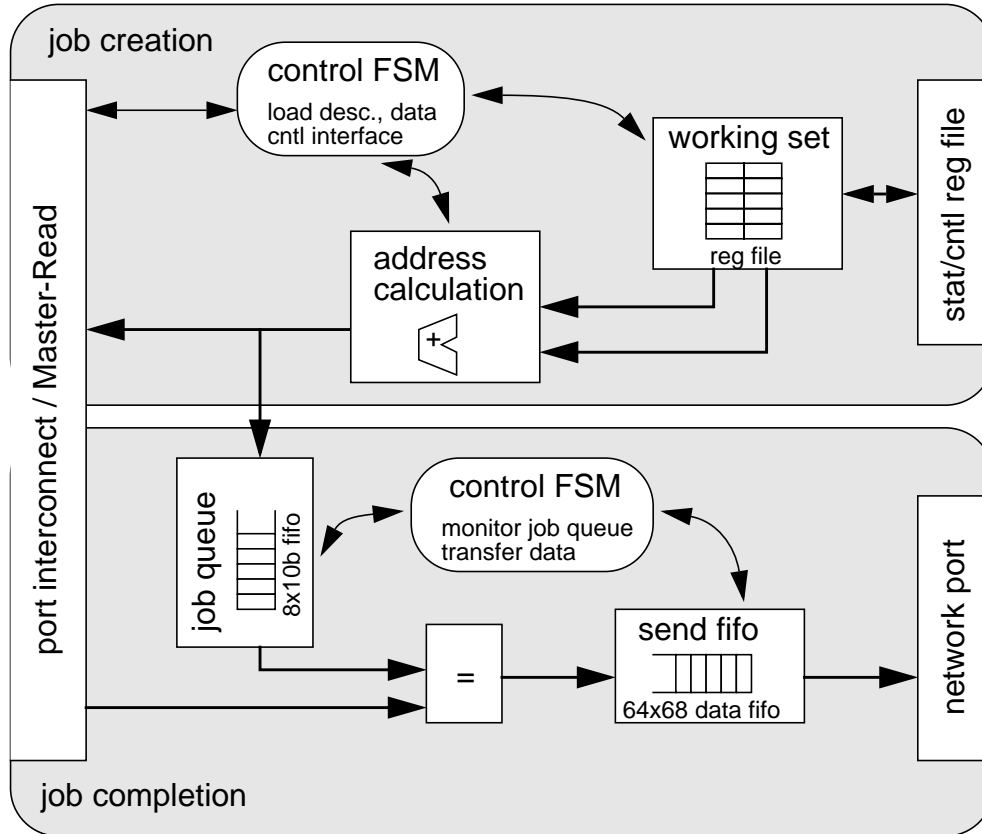 job creation
control FSM
load desc., data
cntl interface
working set
reg file
stat/cntl reg file
address
calculation
+
port interconnect / Master-Read
job queue
8x10b fifo
control FSM
monitor job queue
transfer data
=
send fifo
64x68 data fifo
network port
job completion